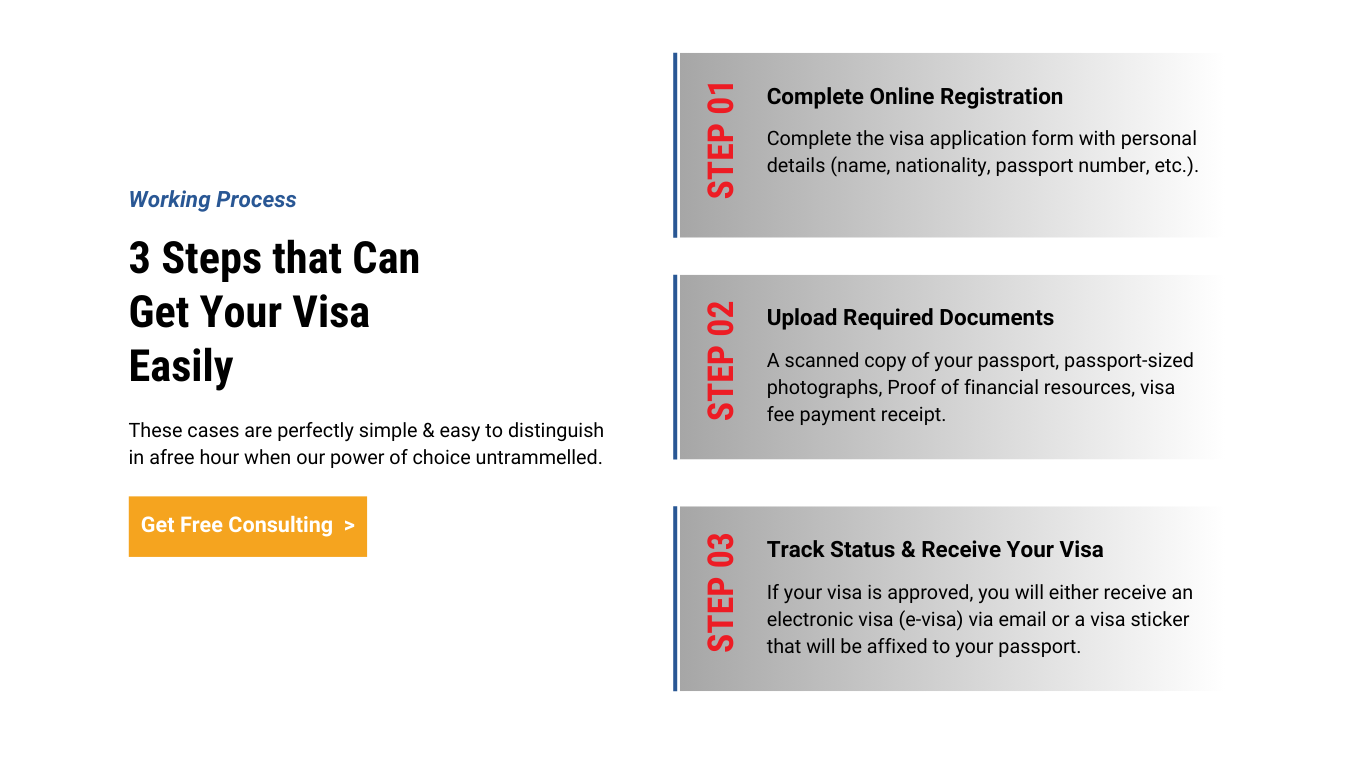 Working Process
3 Steps that Can
Get Your Visa
Easily
These cases are perfectly simple & easy to distinguish
in afree hour when our power of choice untrammelled.
Get Free Consulting >
STEP 01
Complete Online Registration
Complete the visa application form with personal
details (name, nationality, passport number, etc.).
STEP 02
Upload Required Documents
A scanned copy of your passport, passport-sized
photographs, Proof of financial resources, visa
fee payment receipt.
STEP 03
Track Status & Receive Your Visa
If your visa is approved, you will either receive an
electronic visa (e-visa) via email or a visa sticker
that will be affixed to your passport.